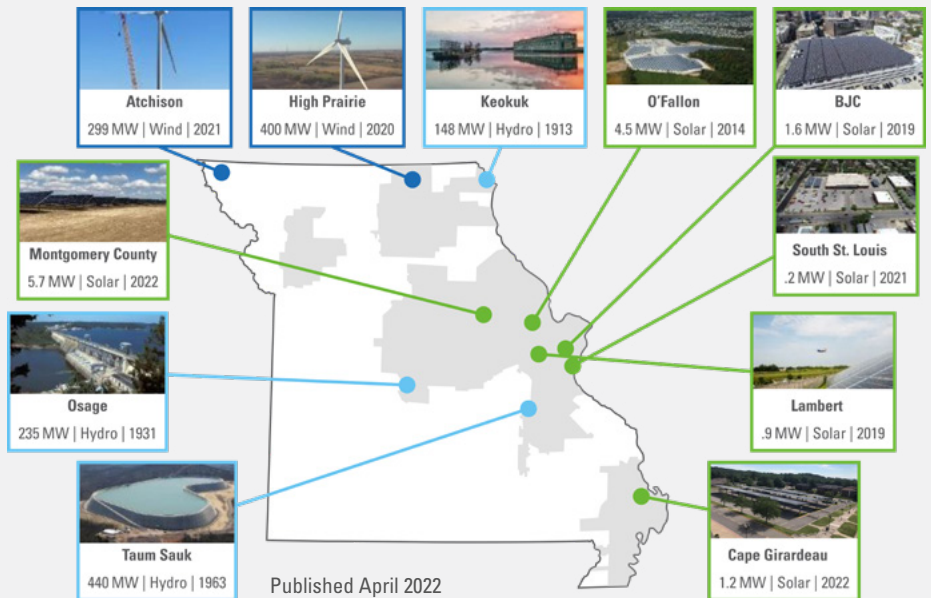 Atchison
299 MW | Wind | 2021
High Prairie
400 MW | Wind | 2020
Keokuk
148 MW | Hydro | 1913
O'Fallon
4.5 MW | Solar | 2014
BJC
1.6 MW | Solar | 2019
Montgomery County
5.7 MW | Solar | 2022
South St. Louis
.2 MW | Solar | 2021
Osage
235 MW | Hydro | 1931
Lambert
.9 MW | Solar | 2019
Taum Sauk
440 MW | Hydro | 1963
Cape Girardeau
1.2 MW | Solar | 2022
Published April 2022